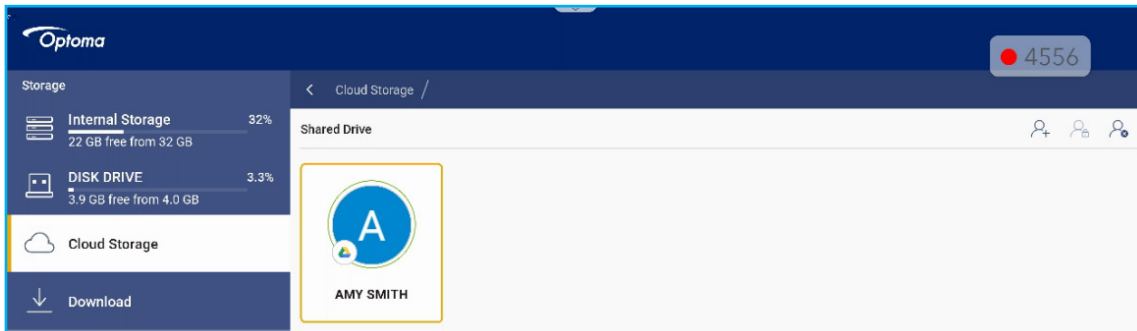 Optoma
4556
Storage
Cloud Storage /
Internal Storage 32%
22 GB free from 32 GB
Shared Drive
DISK DRIVE 3.3%
3.9 GB free from 4.0 GB
Cloud Storage
A
AMY SMITH
Download